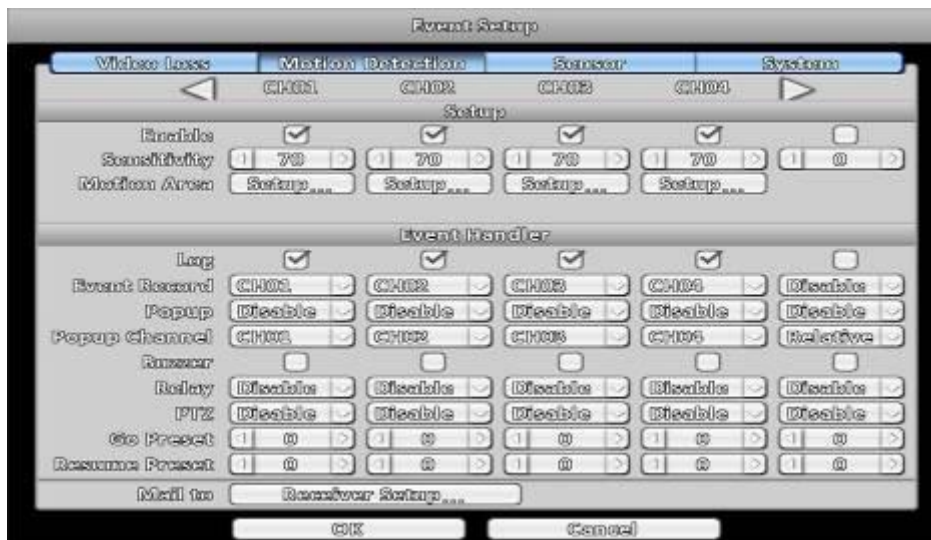 Event Setup
Video Loss Motion Detection Sensor System
CH01 CH02 CH03 CH04
Setup
Enable
Sensitivity 70 70 70 70 0
Motion Area Setup... Setup... Setup... Setup...
Event Handler
Log
Event Record CH01 CH02 CH03 CH04 Disable
Popup Disable Disable Disable Disable Disable
Popup Channel CH01 CH02 CH03 CH04 Relative
Buzzer
Relay Disable Disable Disable Disable Disable
PTZ Disable Disable Disable Disable Disable
Go Preset 0 0 0 0 0
Resume Preset 0 0 0 0 0
Mail to Receiver Setup...
OK Cancel